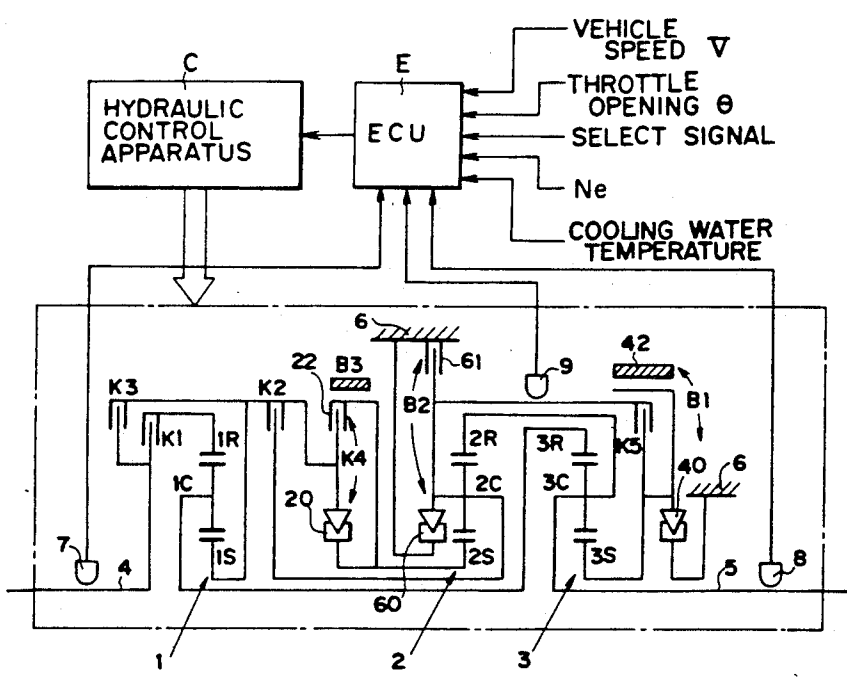 VEHICLE
SPEED V
C
E
THROTTLE
OPENING θ
HYDRAULIC
CONTROL
APPARATUS
ECU
SELECT SIGNAL
Ne
COOLING WATER
TEMPERATURE
6
61
9
42
22
B3
K3
K2
B2
B1
K1
1R
K4
2R
3R
K5
6
1C
2C
3C
40
20
1S
2S
3S
7
4
60
5
8
1
2
3